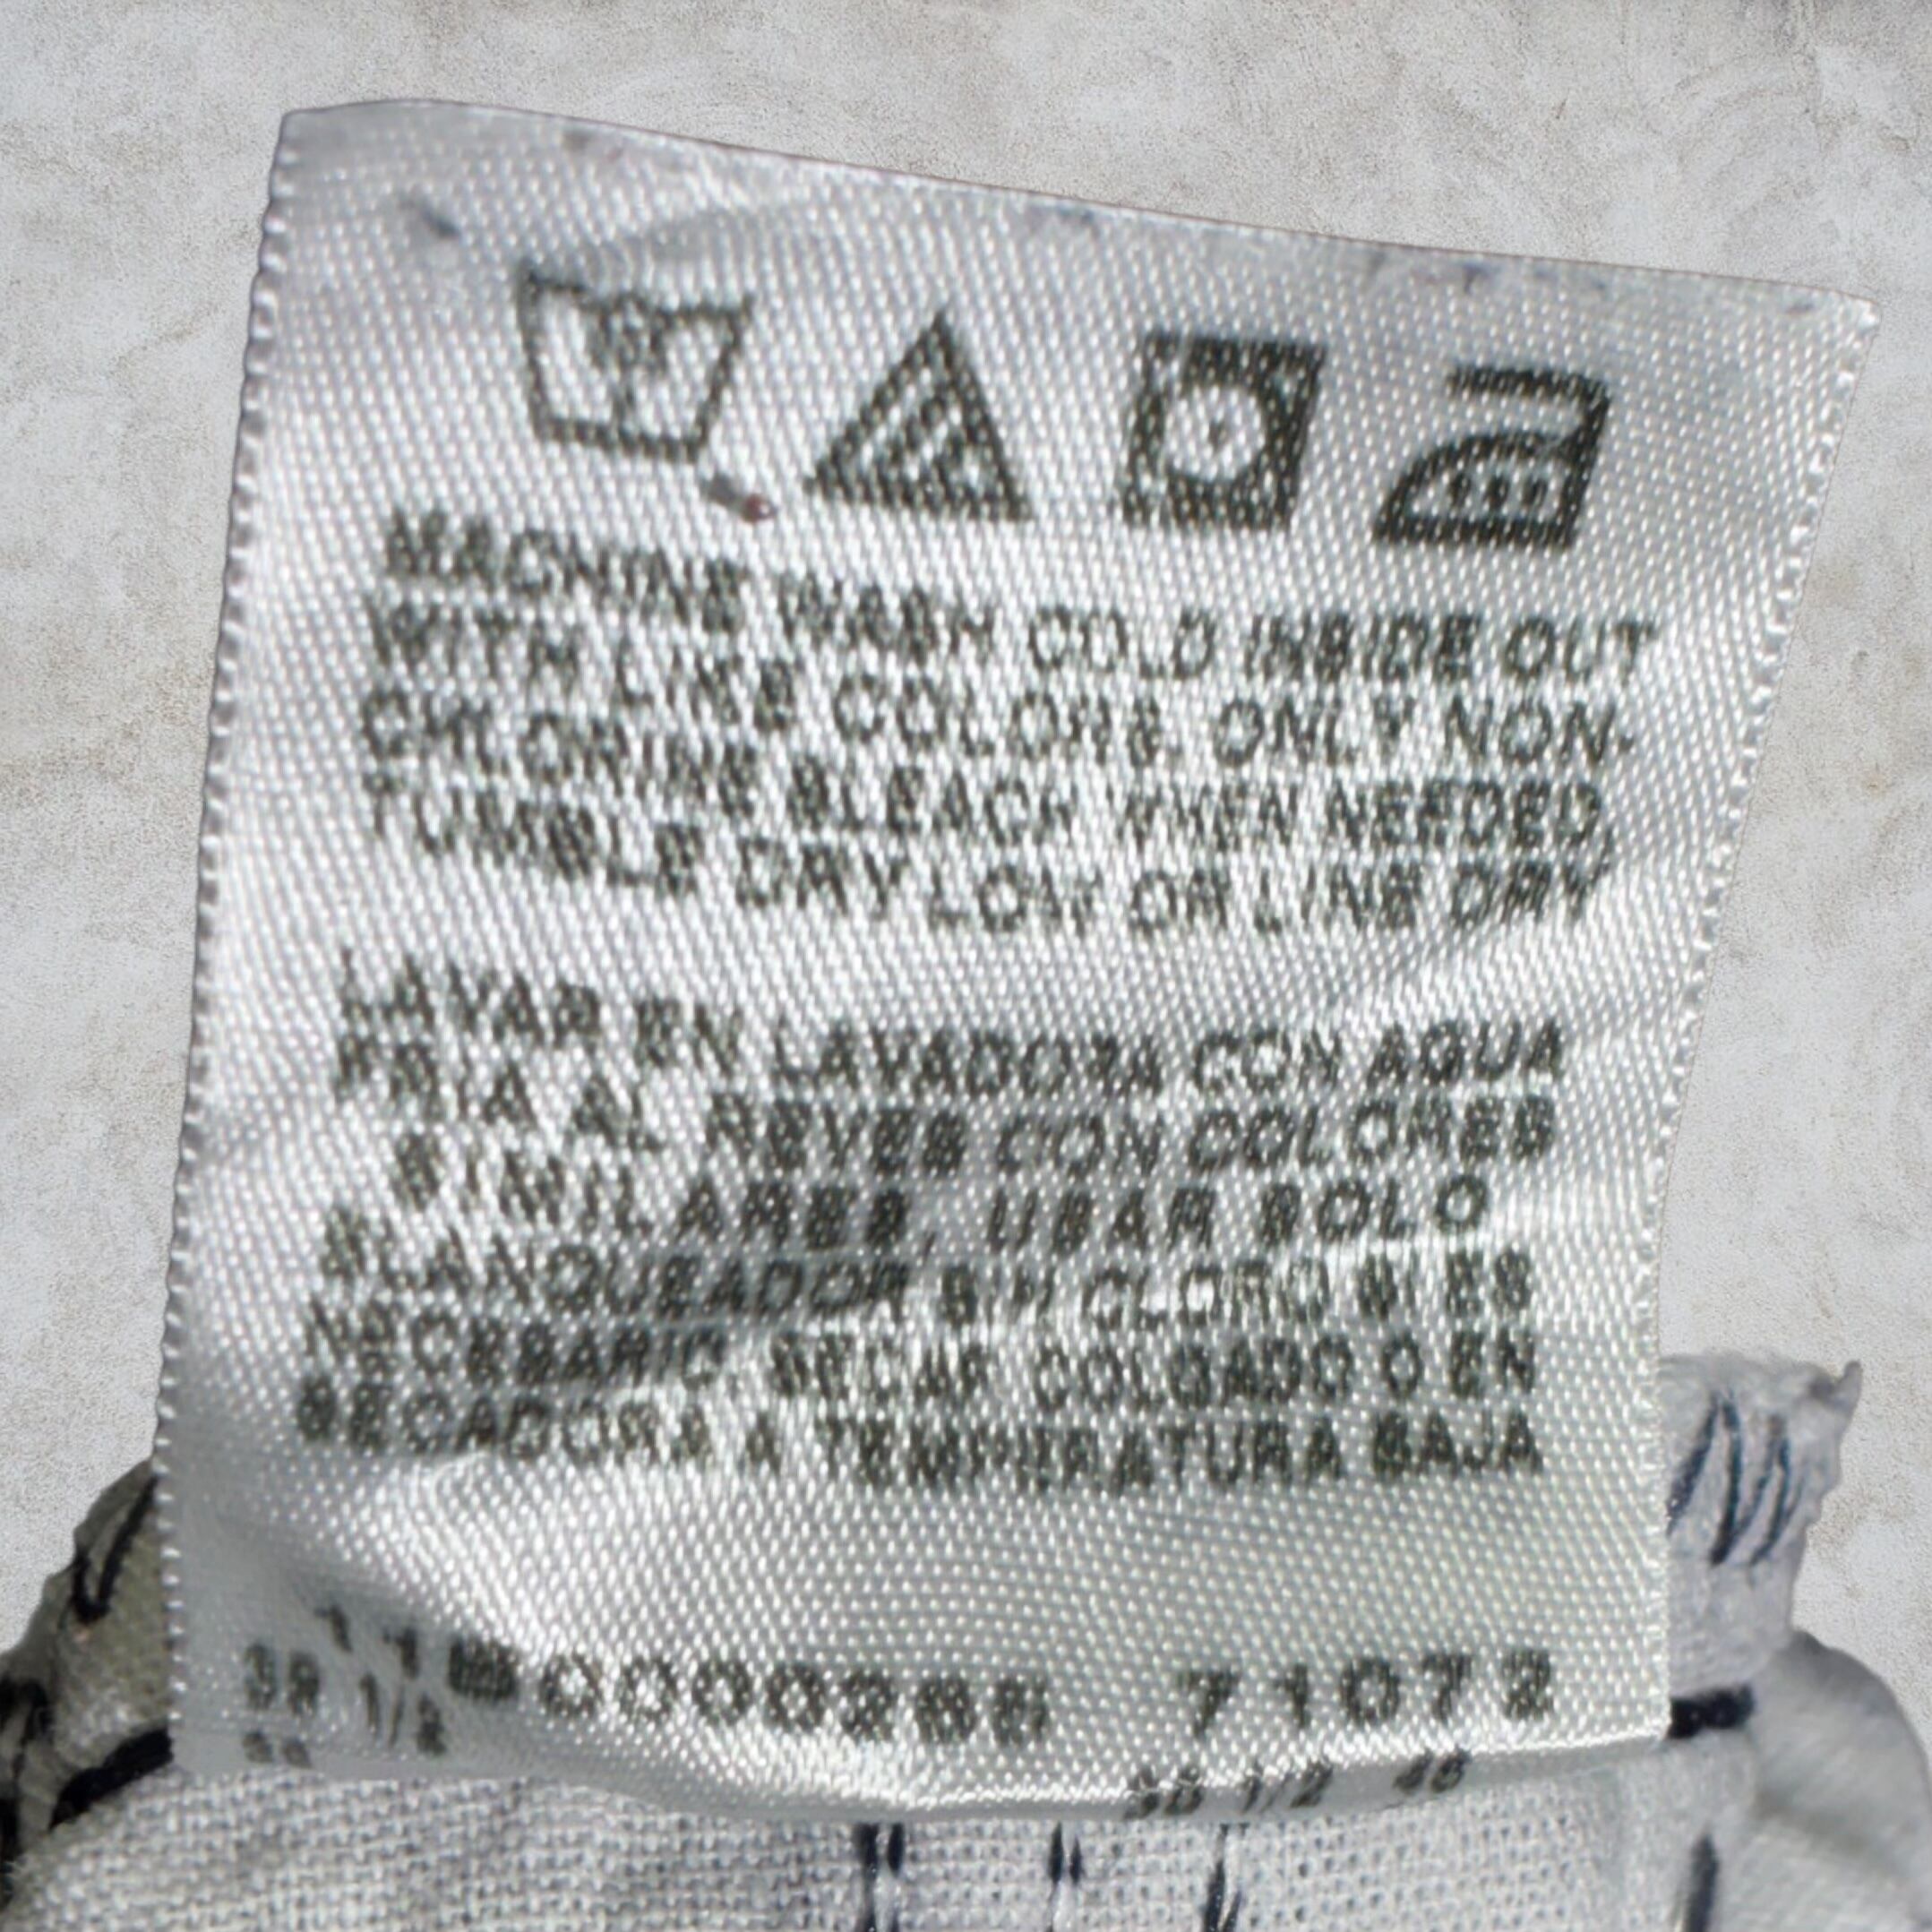 MACHINE WASH COLD INSIDE OUT
WITH LIKE COLORS. ONLY NON-
CHLORINE BLEACH WHEN NEEDED.
TUMBLE DRY LOW OR LINE DRY
LAVAR EN LAVADORA CON AGUA
FRIA AL REVES CON COLORES
SIMILARES, USAR SOLO
BLANQUEADOR SIN CLORO SI ES
NECESSARIO. SECAR COLGADO O EN
SECADORA A TEMPERATURA BAJA
71073